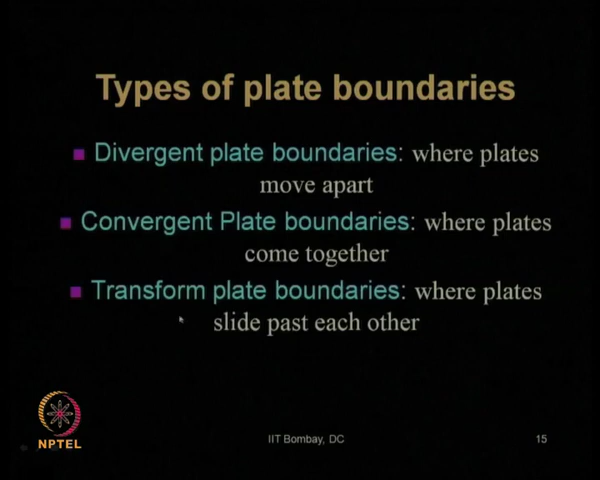 Types of plate boundaries
Divergent plate boundaries: where plates
move apart
Convergent Plate boundaries: where plates
come together
Transform plate boundaries: where plates
slide past each other
NPTEL
IIT Bombay, DC
15